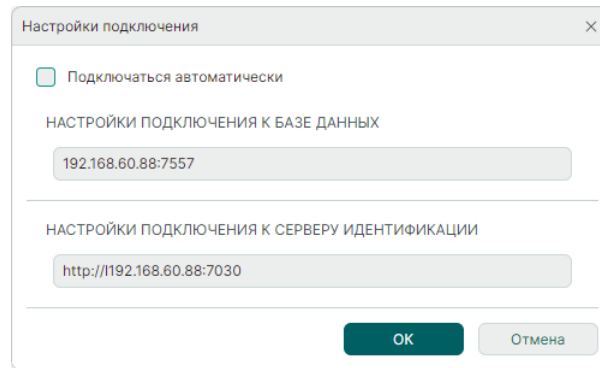 Настройки подключения
Подключаться автоматически
НАСТРОЙКИ ПОДКЛЮЧЕНИЯ К БАЗЕ ДАННЫХ
192.168.60.88:7557
НАСТРОЙКИ ПОДКЛЮЧЕНИЯ К СЕРВЕРУ ИДЕНТИФИКАЦИИ
http://l192.168.60.88:7030
ОК Отмена